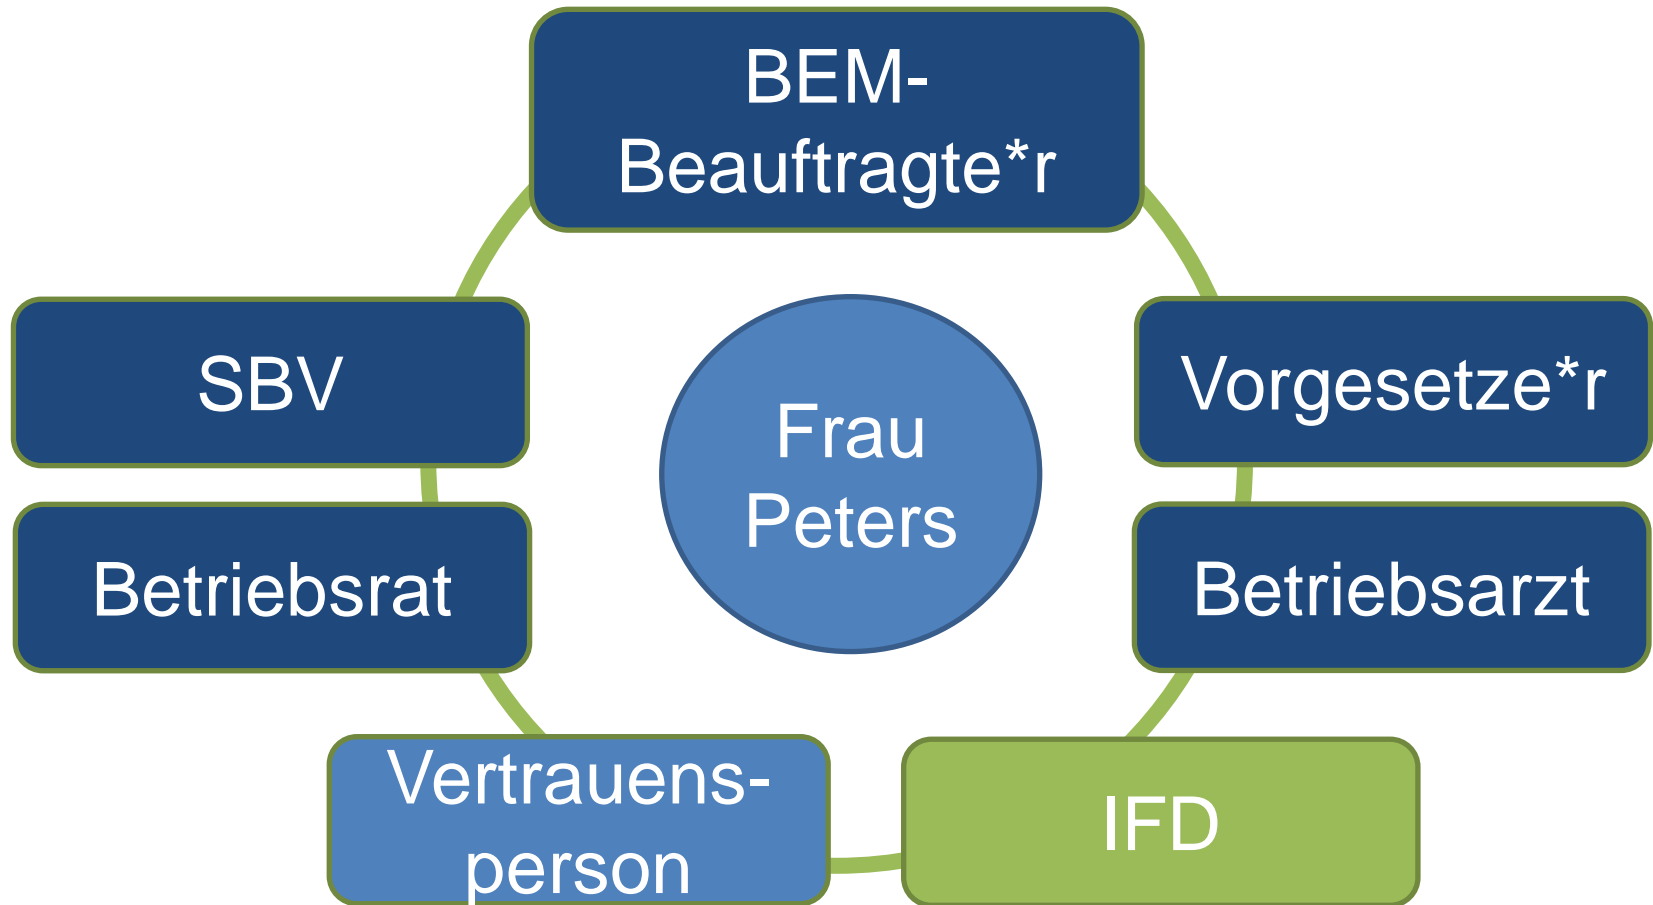 BEM-
Beauftragte*r
SBV
Vorgesetze*r
Frau
Peters
Betriebsrat
Betriebsarzt
Vertrauens-
person
IFD